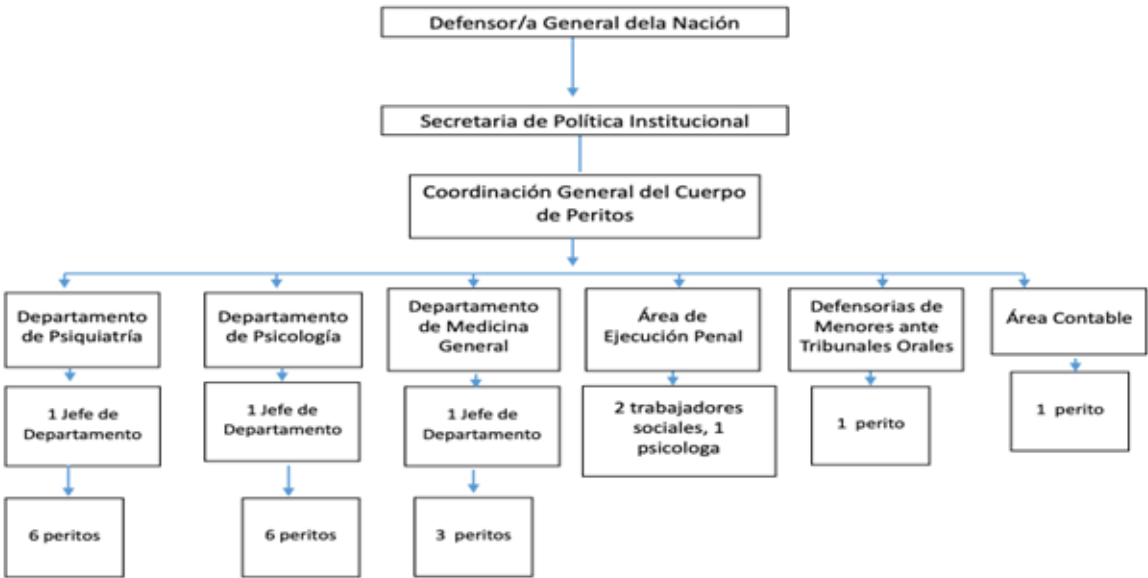 Defensor/a General dela Nación
Secretaria de Política Institucional
Coordinación General del Cuerpo
de Peritos
Departamento
de Psiquiatría
Departamento
de Psicología
Departamento
de Medicina
General
Área de
Ejecución Penal
Defensorias de
Menores ante
Tribunales Orales
Área Contable
1 Jefe de
Departamento
1 Jefe de
Departamento
1 Jefe de
Departamento
2 trabajadores
sociales, 1
psicologa
1 perito
1 perito
6 peritos
6 peritos
3 peritos